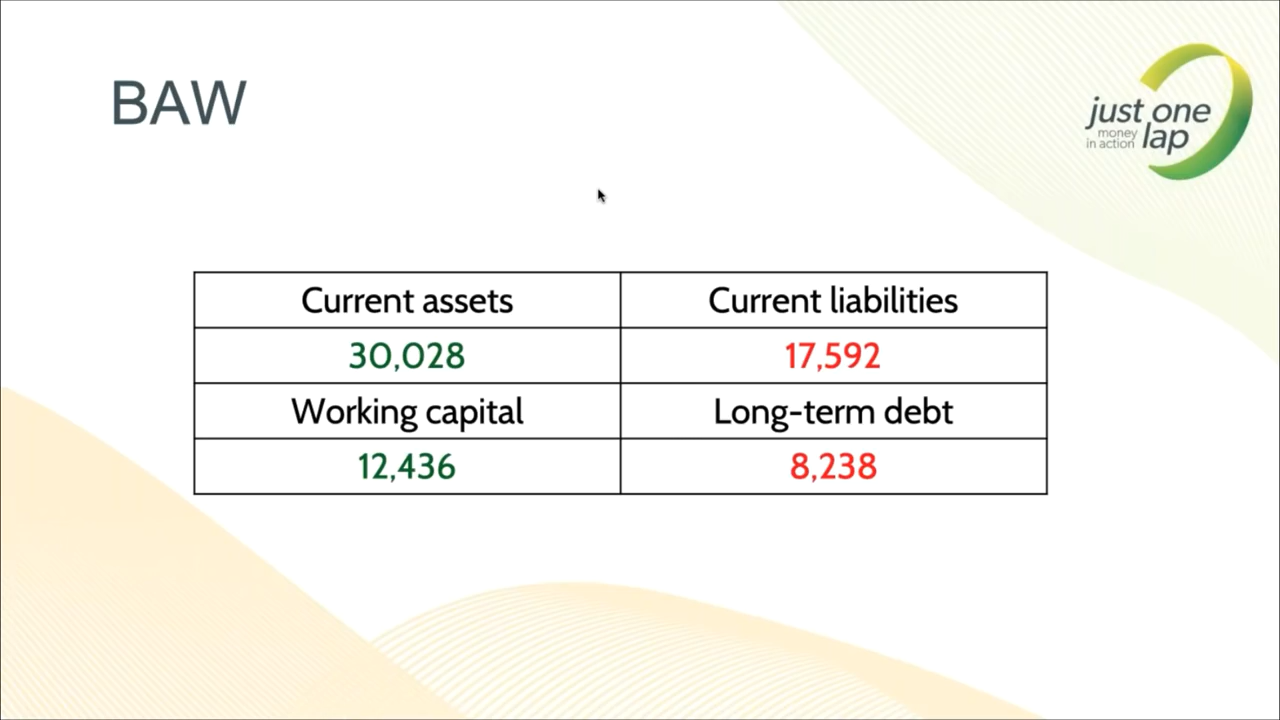 BAW
just one
money
in action
lap
Current assets
Current liabilities
30,028
17,592
Working capital
Long-term debt
12,436
8,238